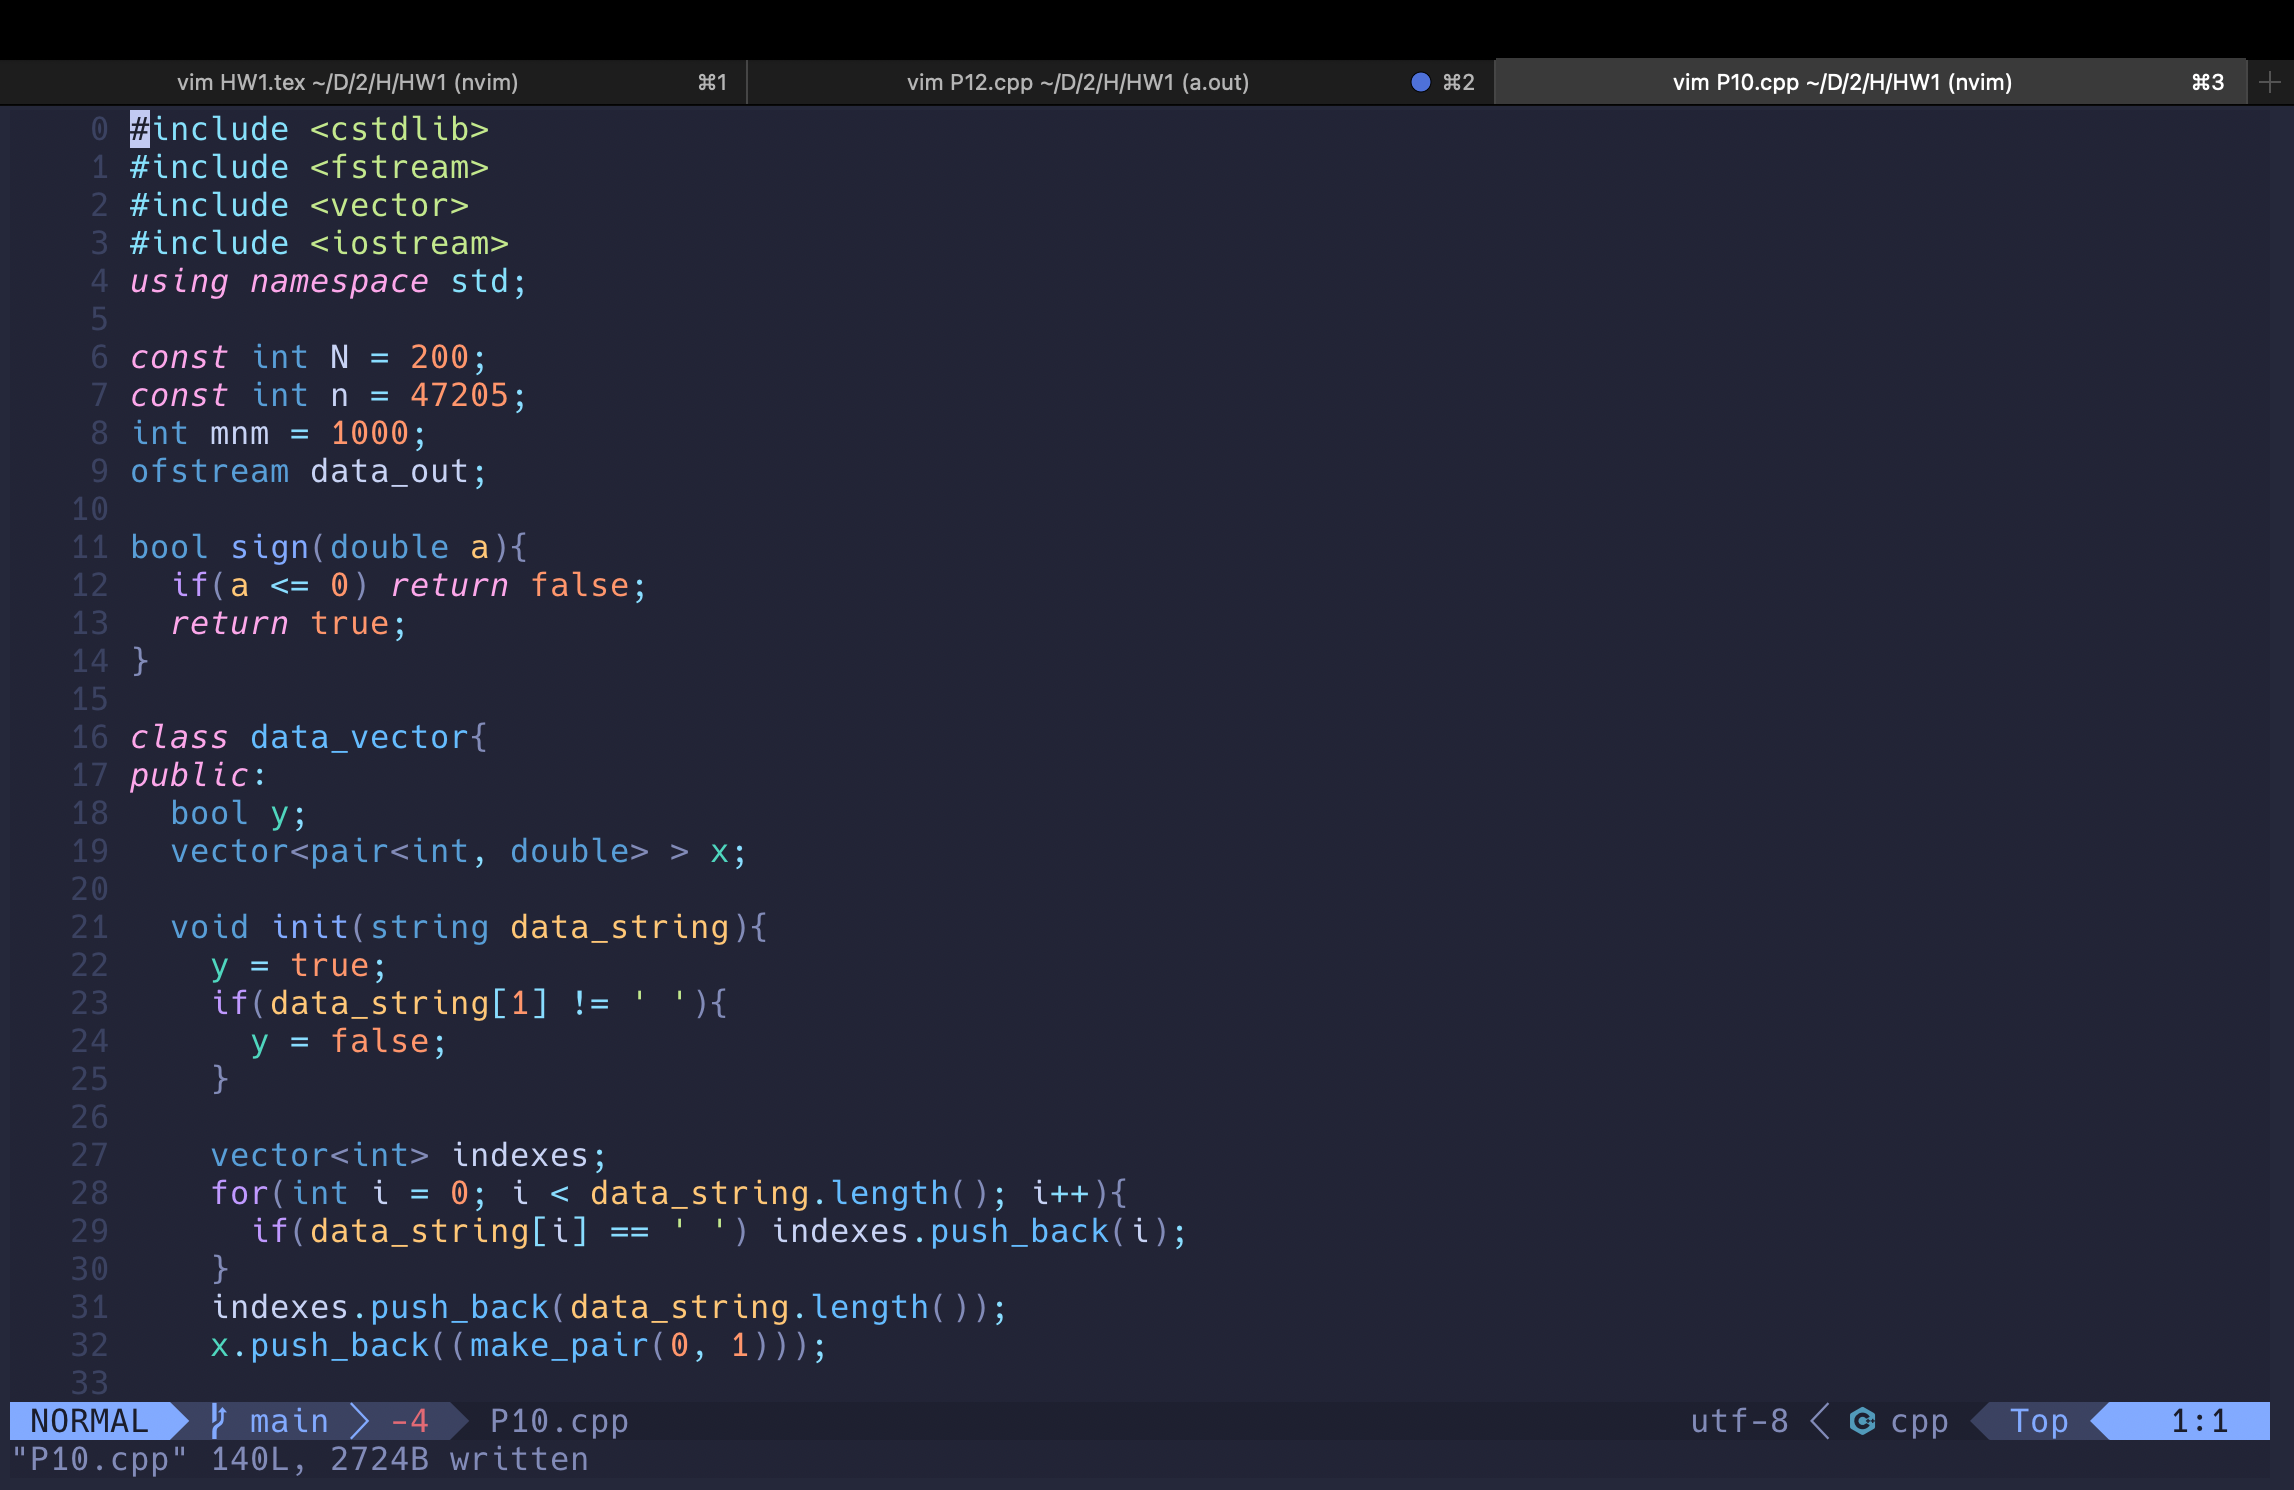 vim HW1.tex ~/D/2/H/HW1 (nvim) ⌘1 vim P12.cpp ~/D/2/H/HW1 (a.out) ⌘2 vim P10.cpp ~/D/2/H/HW1 (nvim) ⌘3 +
0 #include <cstdlib>
1 #include <fstream>
2 #include <vector>
3 #include <iostream>
4 using namespace std;
5
6 const int N = 200;
7 const int n = 47205;
8 int mnm = 1000;
9 ofstream data_out;
10
11 bool sign(double a){
12   if(a <= 0) return false;
13   return true;
14 }
15
16 class data_vector{
17 public:
18   bool y;
19   vector<pair<int, double> > x;
20
21   void init(string data_string){
22     y = true;
23     if(data_string[1] != ' '){
24       y = false;
25     }
26
27     vector<int> indexes;
28     for(int i = 0; i < data_string.length(); i++){
29       if(data_string[i] == ' ') indexes.push_back(i);
30     }
31     indexes.push_back(data_string.length());
32     x.push_back((make_pair(0, 1)));
33
NORMAL main -4 P10.cpp utf-8 cpp Top 1:1
"P10.cpp" 140L, 2724B written